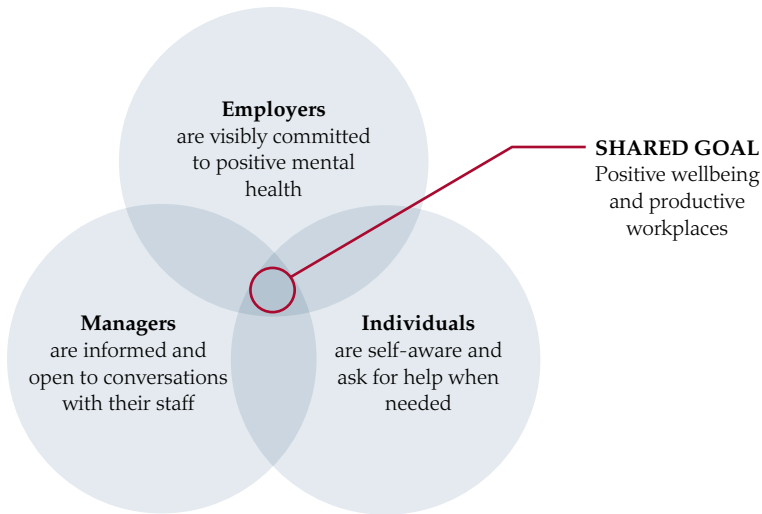 Employers
are visibly committed
to positive mental
health
SHARED GOAL
Positive wellbeing
and productive
workplaces
Managers
are informed and
open to conversations
with their staff
Individuals
are self-aware and
ask for help when
needed